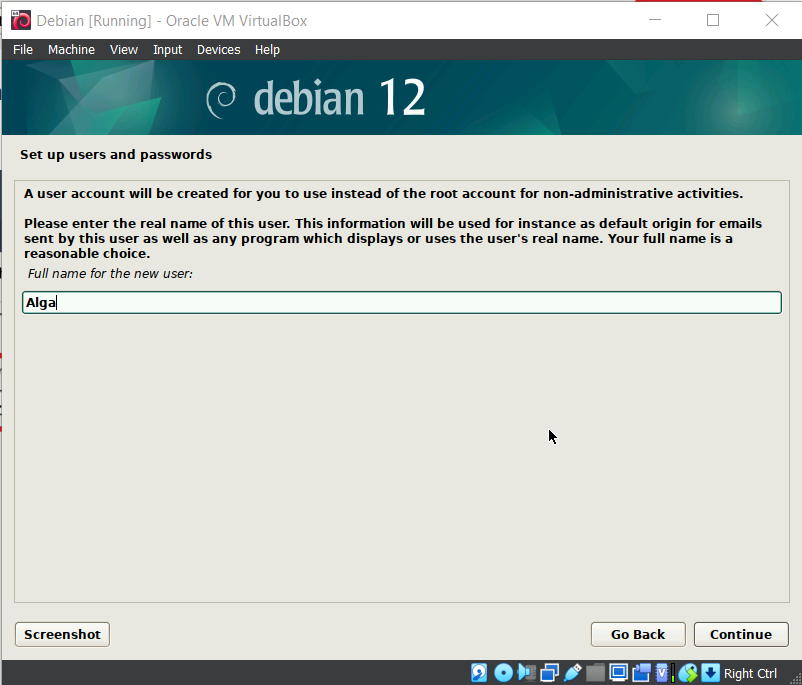 Debian [Running] - Oracle VM VirtualBox
File Machine View Input Devices Help
debian 12
Set up users and passwords
A user account will be created for you to use instead of the root account for non-administrative activities.
Please enter the real name of this user. This information will be used for instance as default origin for emails
sent by this user as well as any program which displays or uses the user's real name. Your full name is a
reasonable choice.
Full name for the new user:
Alga
Screenshot Go Back Continue
Right Ctrl